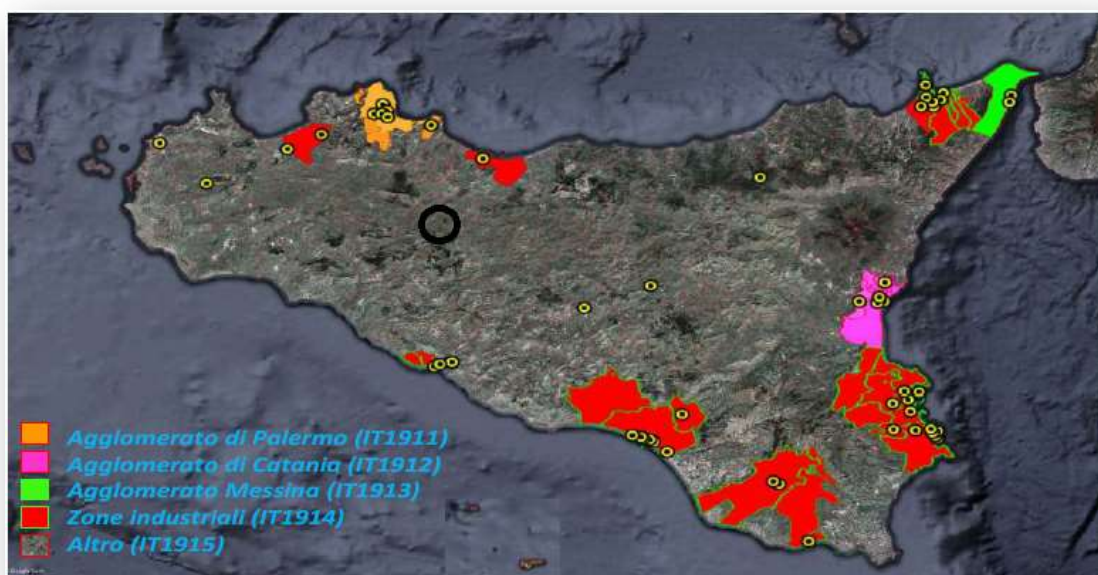 Agglomerato di Palermo (IT1911)
Agglomerato di Catania (IT1912)
Agglomerato Messina (IT1913)
Zone industriali (IT1914)
Altro (IT1915)